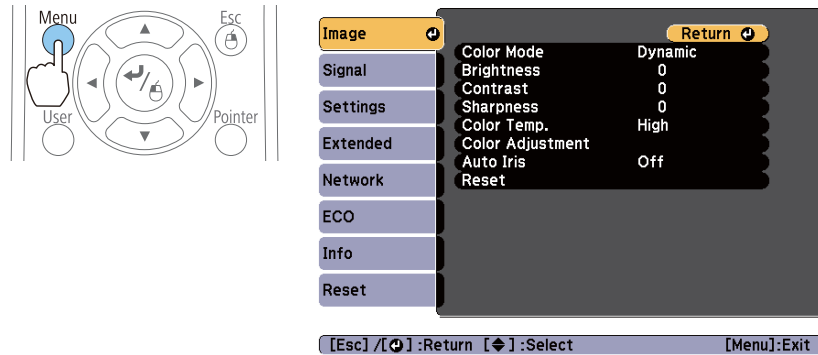 Menu
Esc
User
Pointer
Image
Return
Color Mode Dynamic
Brightness 0
Contrast 0
Sharpness 0
Color Temp. High
Color Adjustment
Auto Iris Off
Reset
Signal
Settings
Extended
Network
ECO
Info
Reset
[Esc] /[ ] :Return [ ] :Select [Menu]:Exit